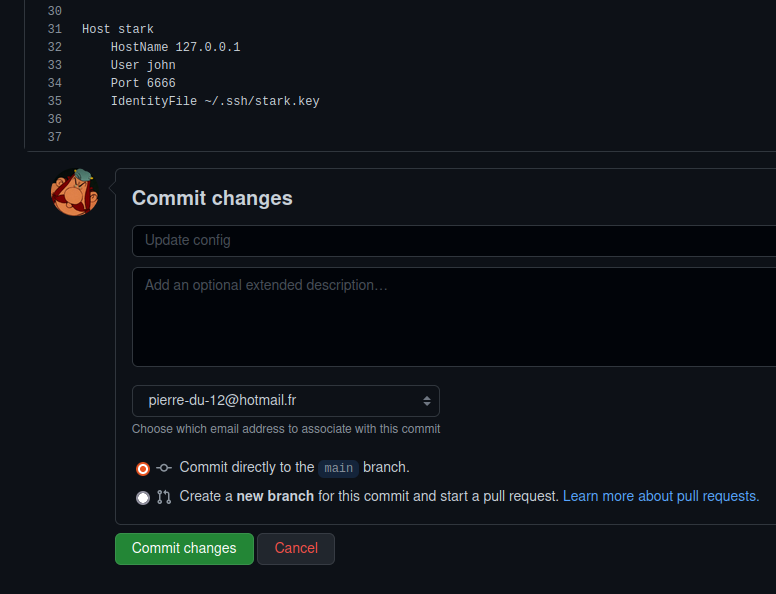 30
31 Host stark
32 HostName 127.0.0.1
33 User john
34 Port 6666
35 IdentityFile ~/.ssh/stark.key
36
37
Commit changes
Update config
Add an optional extended description…
pierre-du-12@hotmail.fr
Choose which email address to associate with this commit
Commit directly to the main branch.
Create a new branch for this commit and start a pull request. Learn more about pull requests.
Commit changes Cancel